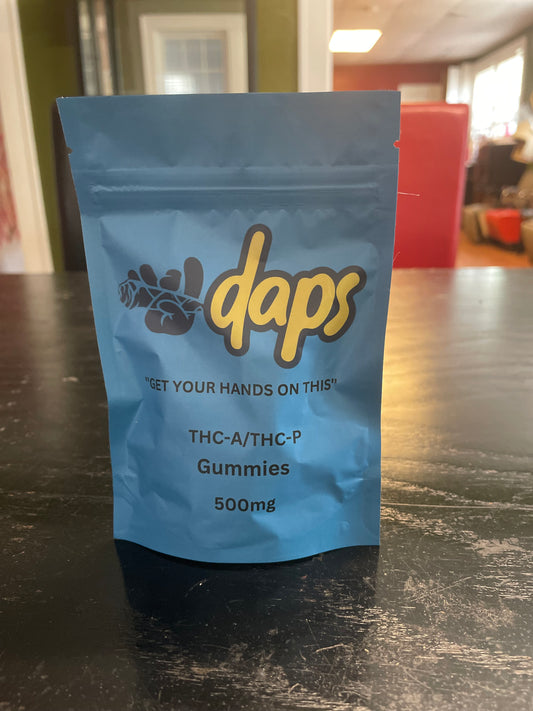 daps
"GET YOUR HANDS ON THIS"
THC-A/THC-P
Gummies
500mg